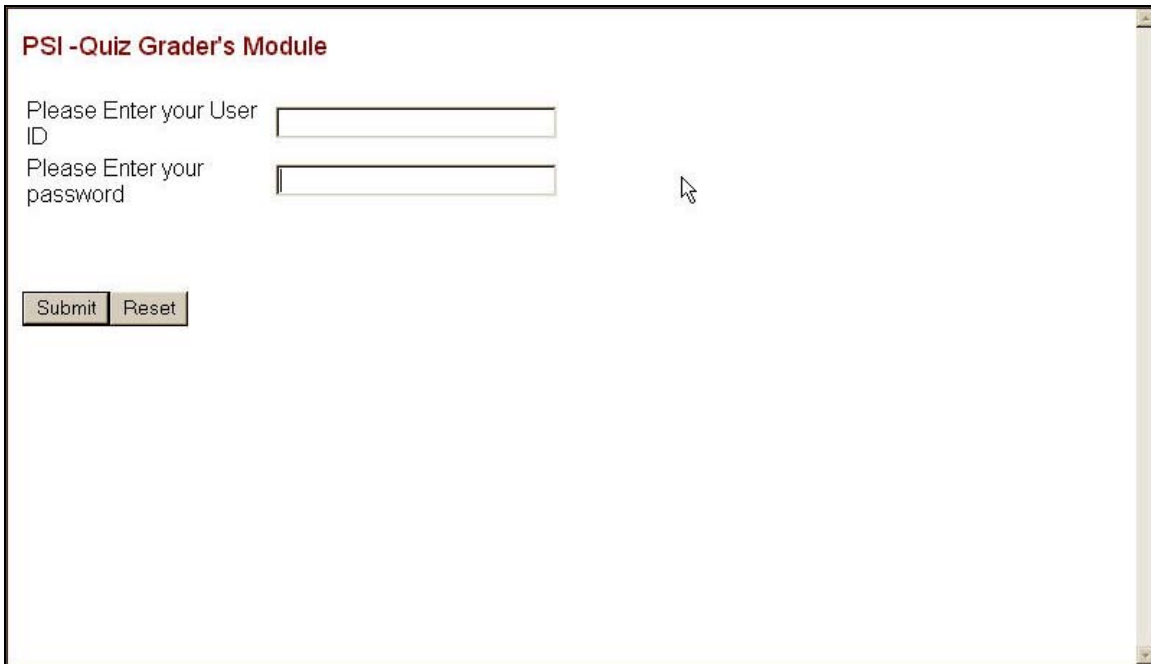 PSI -Quiz Grader's Module
Please Enter your User
ID
Please Enter your
password
Submit Reset